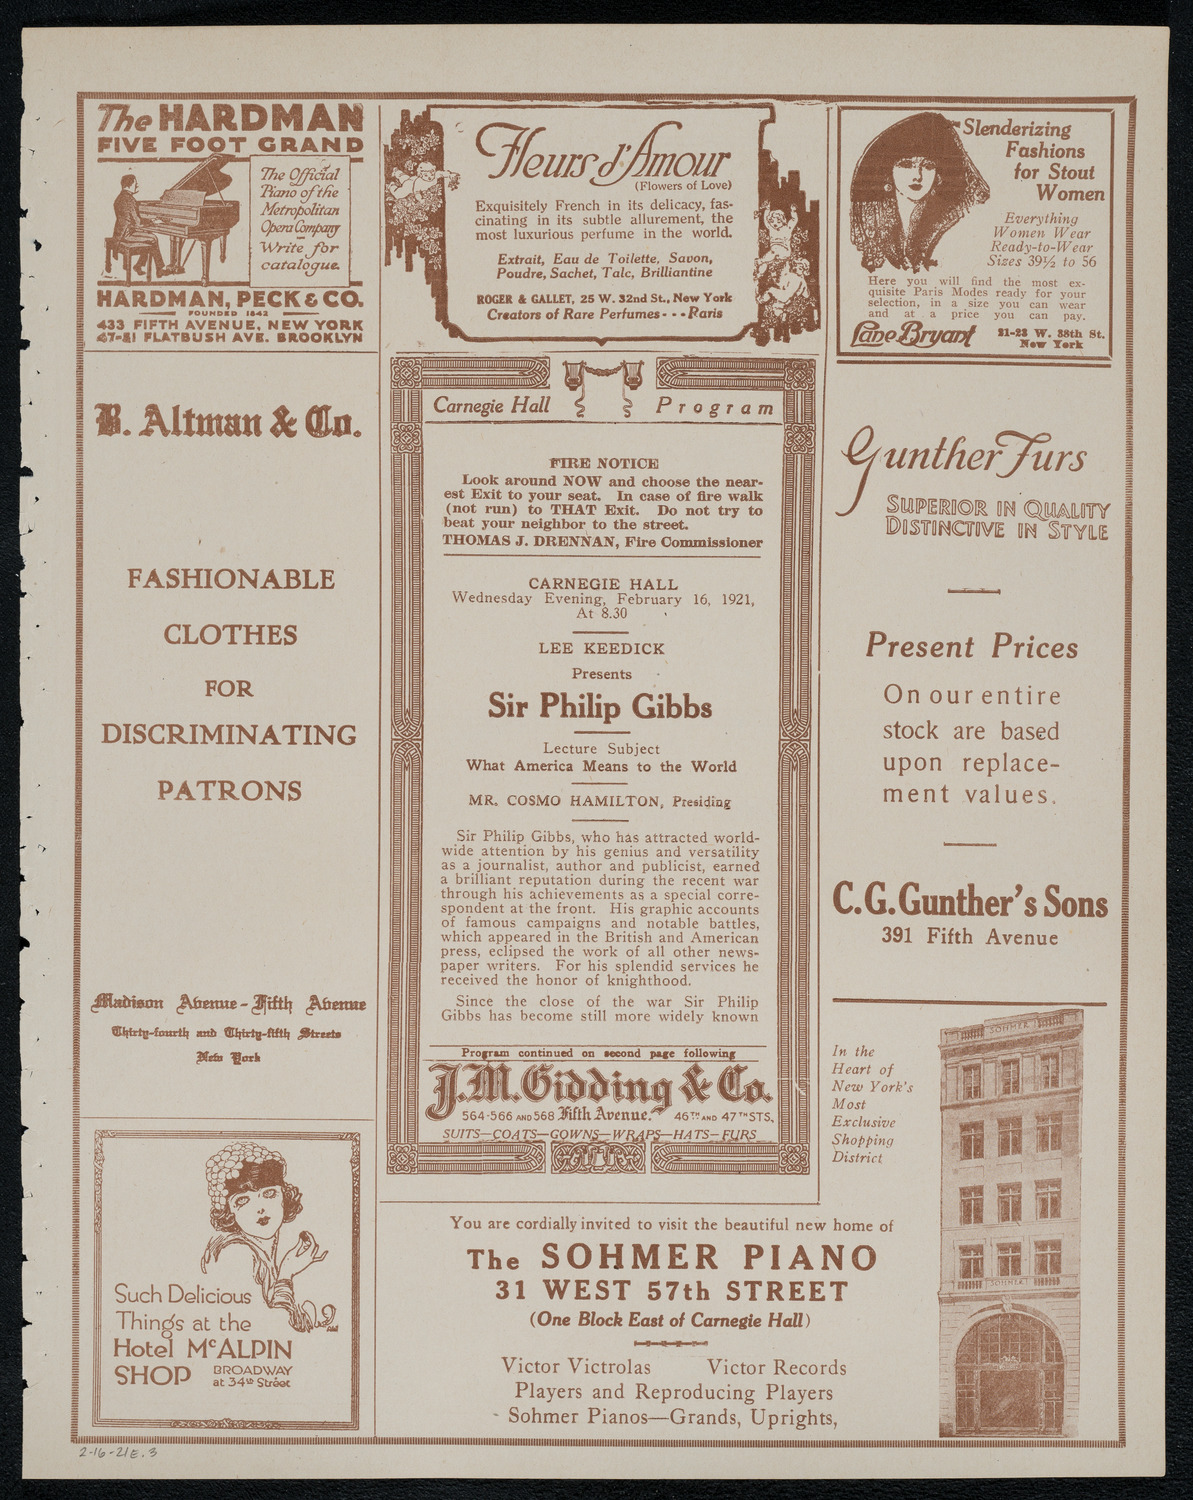 The HARDMAN
FIVE FOOT GRAND
The Official
Piano of the
Metropolitan
Opera Company
Write for
catalogue.
HARDMAN, PECK & CO.
FOUNDED 1842
433 FIFTH AVENUE, NEW YORK
47-51 FLATBUSH AVE. BROOKLYN
Fleurs d'Amour
(Flowers of Love)
Exquisitely French in its delicacy, fas-
cinating in its subtle allurement, the
most luxurious perfume in the world.
Extrait, Eau de Toilette, Savon,
Poudre, Sachet, Talc, Brilliantine
ROGER & GALLET, 25 W. 32nd St., New York
Creators of Rare Perfumes - - - Paris
Slenderizing
Fashions
for Stout
Women
Everything
Women Wear
Ready-to-Wear
Sizes 39½ to 56
Here you will find the most ex-
quisite Paris Modes ready for your
selection, in a size you can wear
and at a price you can pay.
Lane Bryant
21-23 W. 38th St.
New York
B. Altman & Co.
FASHIONABLE
CLOTHES
FOR
DISCRIMINATING
PATRONS
Madison Avenue - Fifth Avenue
Thirty-fourth and Thirty-fifth Streets
New York
Such Delicious
Things at the
Hotel McALPIN
SHOP BROADWAY
at 34th Street
Carnegie Hall Program
FIRE NOTICE
Look around NOW and choose the near-
est Exit to your seat. In case of fire walk
(not run) to THAT Exit. Do not try to
beat your neighbor to the street.
THOMAS J. DRENNAN, Fire Commissioner
CARNEGIE HALL
Wednesday Evening, February 16, 1921,
At 8.30
LEE KEEDICK
Presents
Sir Philip Gibbs
Lecture Subject
What America Means to the World
MR. COSMO HAMILTON, Presiding
Sir Philip Gibbs, who has attracted world-
wide attention by his genius and versatility
as a journalist, author and publicist, earned
a brilliant reputation during the recent war
through his achievements as a special corre-
spondent at the front. His graphic accounts
of famous campaigns and notable battles,
which appeared in the British and American
press, eclipsed the work of all other news-
paper writers. For his splendid services he
received the honor of knighthood.
Since the close of the war Sir Philip
Gibbs has become still more widely known
Program continued on second page following
J.M. Gidding & Co.
564-566 AND 568 Fifth Avenue. 46TH AND 47TH STS.
SUITS—COATS—GOWNS—WRAPS—HATS—FURS
Gunther Furs
SUPERIOR IN QUALITY
DISTINCTIVE IN STYLE
Present Prices
On our entire
stock are based
upon replace-
ment values.
C.G. Gunther's Sons
391 Fifth Avenue
In the
Heart of
New York's
Most
Exclusive
Shopping
District
SOHMER
SOHMER
You are cordially invited to visit the beautiful new home of
The SOHMER PIANO
31 WEST 57th STREET
(One Block East of Carnegie Hall)
Victor Victrolas Victor Records
Players and Reproducing Players
Sohmer Pianos—Grands, Uprights,
2-16-21E.3